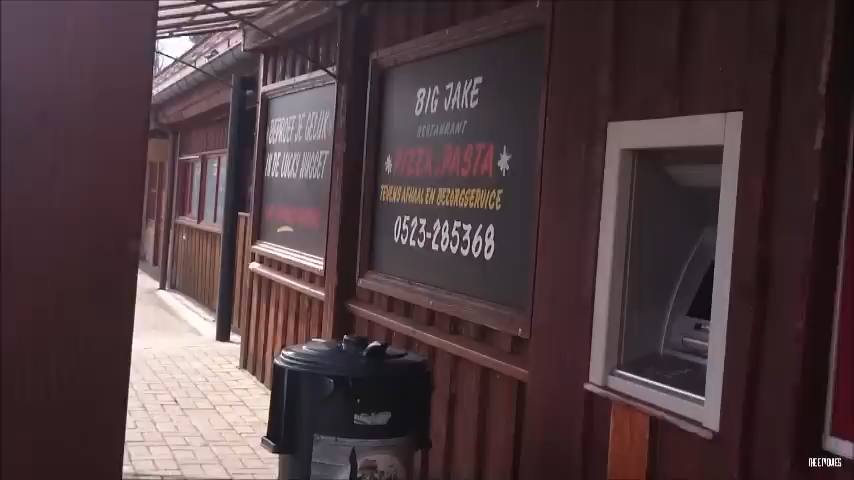 BEPROEF JE GELUK
IN DE LUCKY NUGGET
BIG JAKE
RESTAURANT
PIZZA PASTA
TEVENS AFHAAL EN BEZORGSERVICE
0523-285368